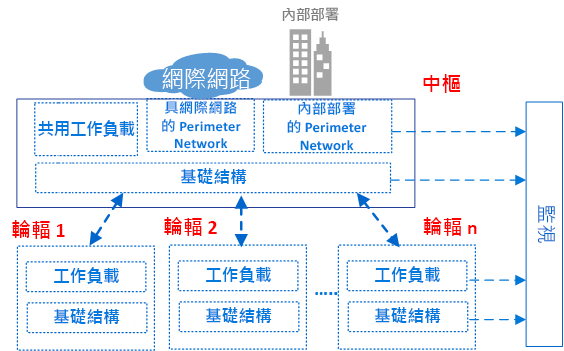 內部部署
網際網路
中樞
共用工作負載
具網際網路
的 Perimeter
Network
內部部署
的 Perimeter
Network
基礎結構
監視
輪輻 1
輪輻 2
輪輻 n
工作負載
基礎結構
工作負載
基礎結構
.....
工作負載
基礎結構